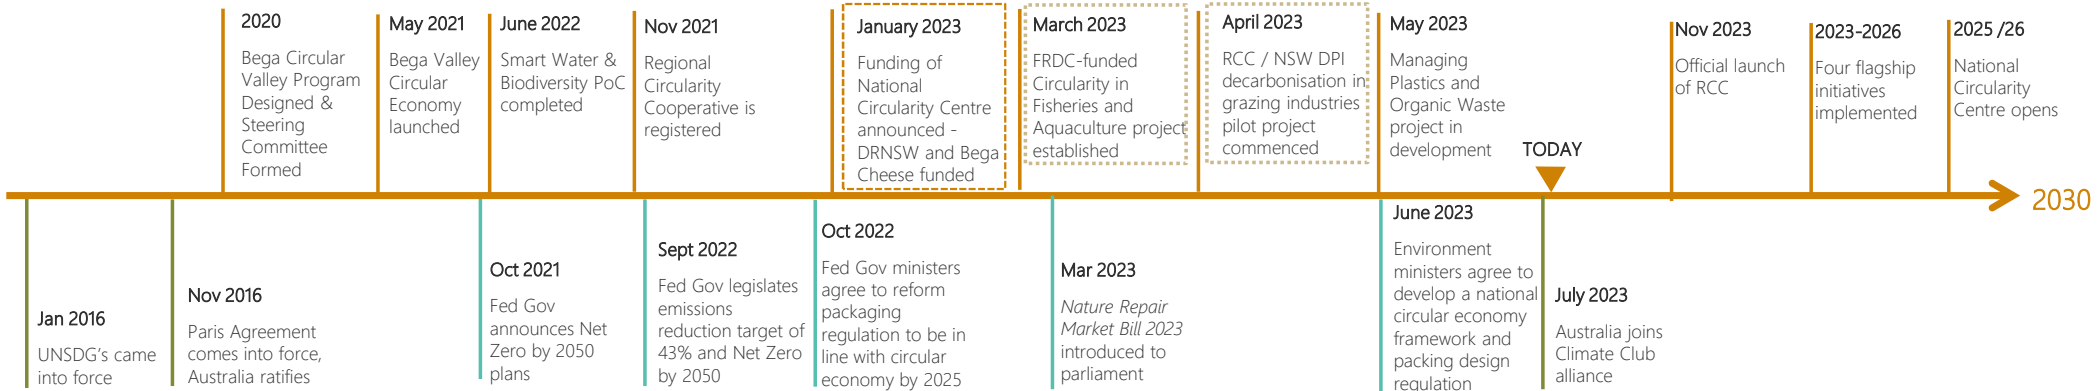 2020
Bega Circular
Valley Program
Designed &
Steering
Committee
Formed
May 2021
Bega Valley
Circular
Economy
launched
June 2022
Smart Water &
Biodiversity PoC
completed
Nov 2021
Regional
Circularity
Cooperative is
registered
January 2023
Funding of
National
Circularity Centre
announced -
DRNSW and Bega
Cheese funded
March 2023
FRDC-funded
Circularity in
Fisheries and
Aquaculture project
established
April 2023
RCC / NSW DPI
decarbonisation in
grazing industries
pilot project
commenced
May 2023
Managing
Plastics and
Organic Waste
project in
development
TODAY
Nov 2023
Official launch
of RCC
2023-2026
Four flagship
initiatives
implemented
2025 /26
National
Circularity
Centre opens
2030
Jan 2016
UNSDG's came
into force
Nov 2016
Paris Agreement
comes into force,
Australia ratifies
Oct 2021
Fed Gov
announces Net
Zero by 2050
plans
Sept 2022
Fed Gov legislates
emissions
reduction target of
43% and Net Zero
by 2050
Oct 2022
Fed Gov ministers
agree to reform
packaging
regulation to be in
line with circular
economy by 2025
Mar 2023
Nature Repair
Market Bill 2023
introduced to
parliament
June 2023
Environment
ministers agree to
develop a national
circular economy
framework and
packing design
regulation
July 2023
Australia joins
Climate Club
alliance